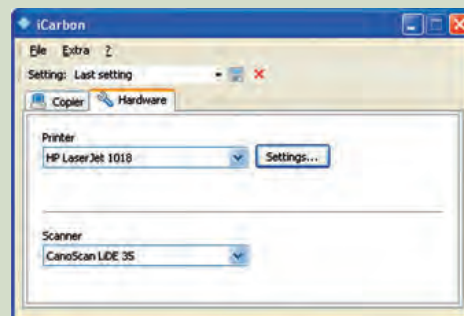 iCarbon
File Extra ?
Setting: Last setting
Copier Hardware
Printer
HP LaserJet 1018 Settings...
Scanner
CanoScan LiDE 35